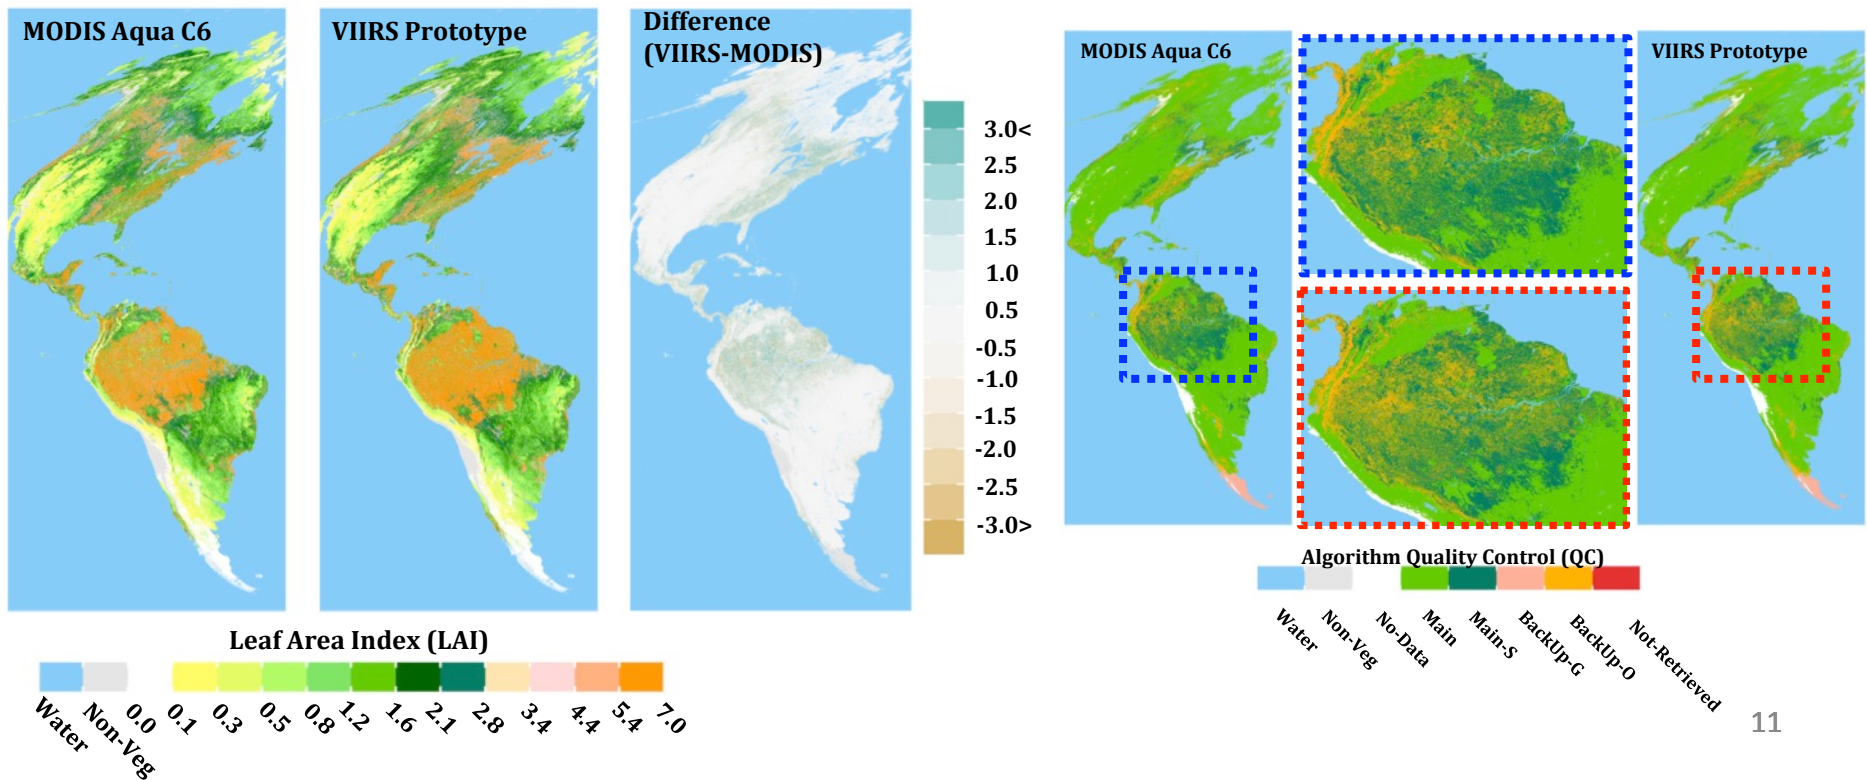 MODIS Aqua C6
VIIRS Prototype
Difference
(VIIRS-MODIS)
3.0<
2.5
2.0
1.5
1.0
0.5
-0.5
-1.0
-1.5
-2.0
-2.5
-3.0>
Leaf Area Index (LAI)
Water
Non-Veg
0.0
0.1
0.3
0.5
0.8
1.2
1.6
2.1
2.8
3.4
4.4
5.4
7.0
MODIS Aqua C6
VIIRS Prototype
Algorithm Quality Control (QC)
Water
Non-Veg
No-Data
Main
Main-S
BackUp-G
BackUp-O
Not-Retrieved
11